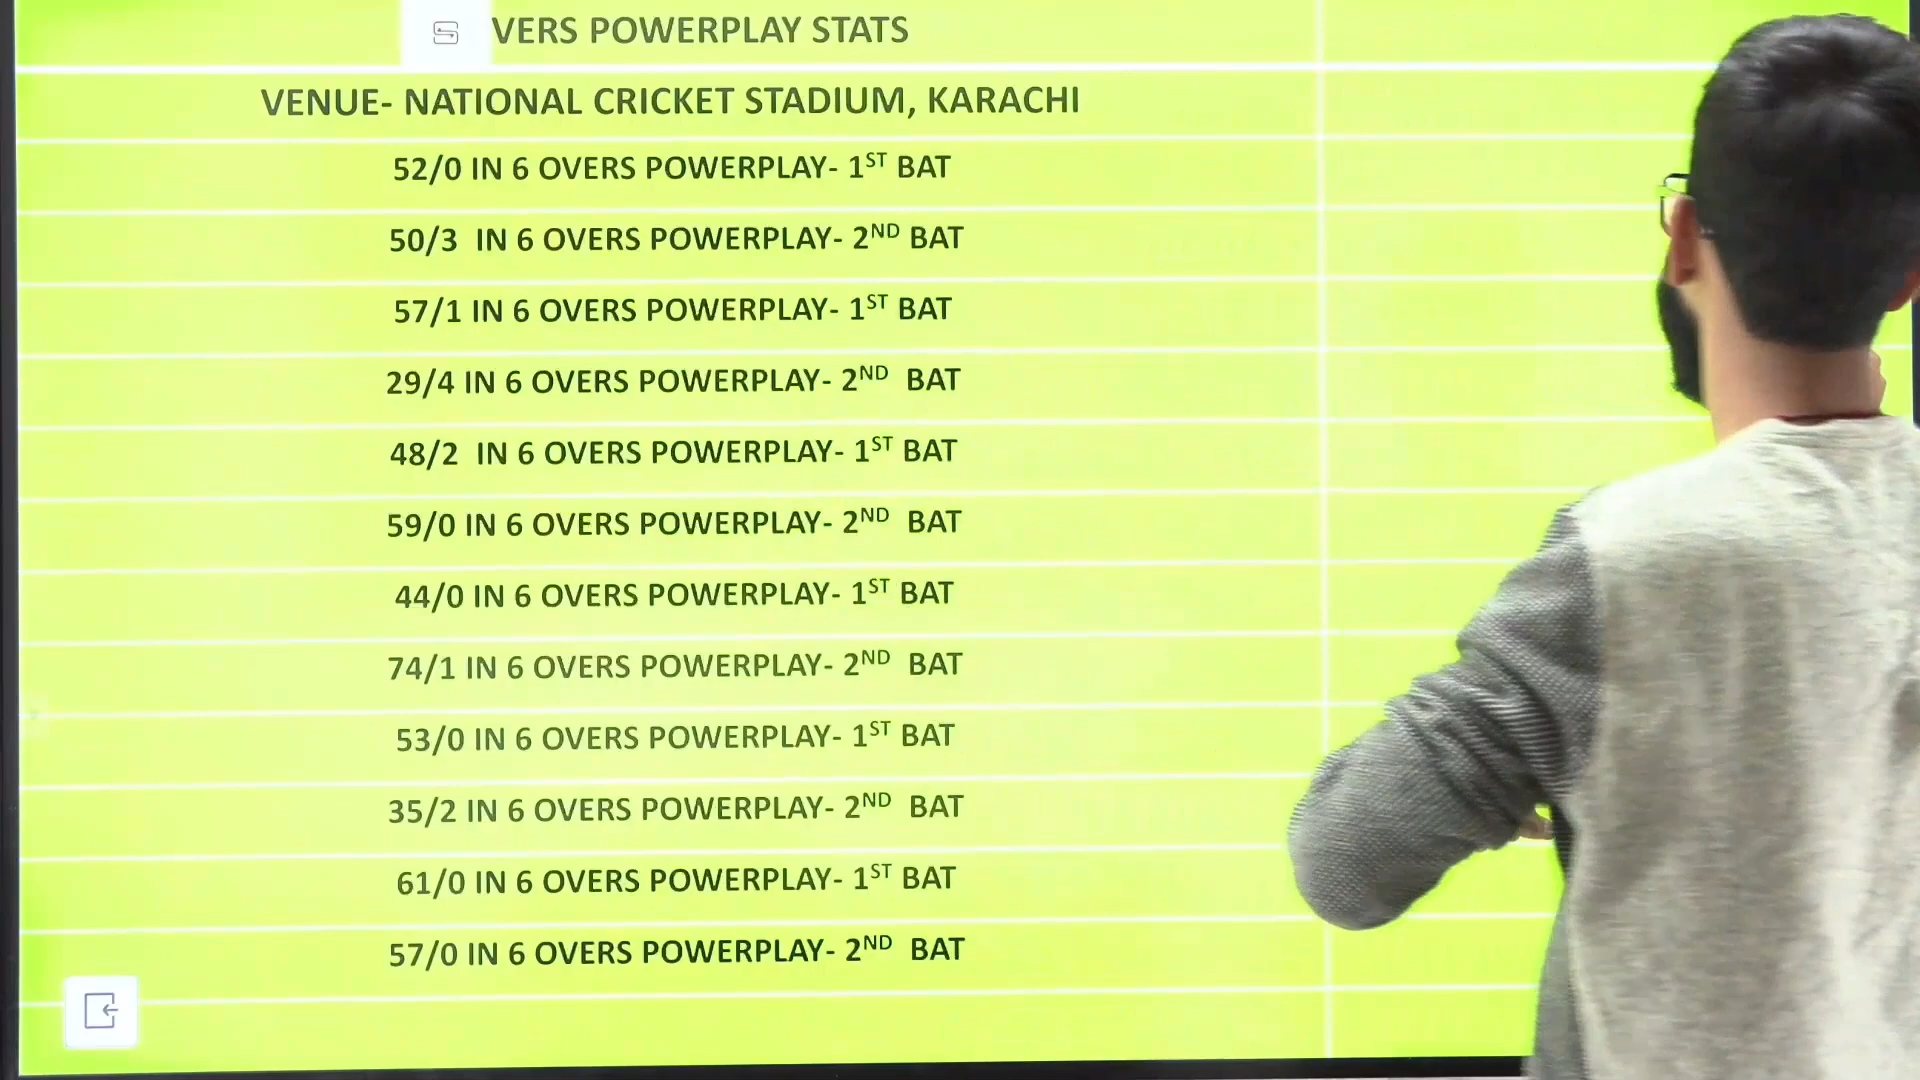 VERS POWERPLAY STATS
VENUE- NATIONAL CRICKET STADIUM, KARACHI
52/0 IN 6 OVERS POWERPLAY- 1ST BAT
50/3 IN 6 OVERS POWERPLAY- 2ND BAT
57/1 IN 6 OVERS POWERPLAY- 1ST BAT
29/4 IN 6 OVERS POWERPLAY- 2ND BAT
48/2 IN 6 OVERS POWERPLAY- 1ST BAT
59/0 IN 6 OVERS POWERPLAY- 2ND BAT
44/0 IN 6 OVERS POWERPLAY- 1ST BAT
74/1 IN 6 OVERS POWERPLAY- 2ND BAT
53/0 IN 6 OVERS POWERPLAY- 1ST BAT
35/2 IN 6 OVERS POWERPLAY- 2ND BAT
61/0 IN 6 OVERS POWERPLAY- 1ST BAT
57/0 IN 6 OVERS POWERPLAY- 2ND BAT